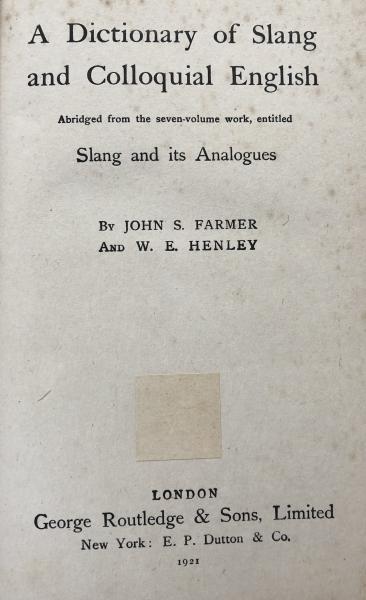 A Dictionary of Slang
and Colloquial English
Abridged from the seven-volume work, entitled
Slang and its Analogues
By JOHN S. FARMER
AND W. E. HENLEY
LONDON
George Routledge & Sons, Limited
New York: E. P. Dutton & Co.
1921